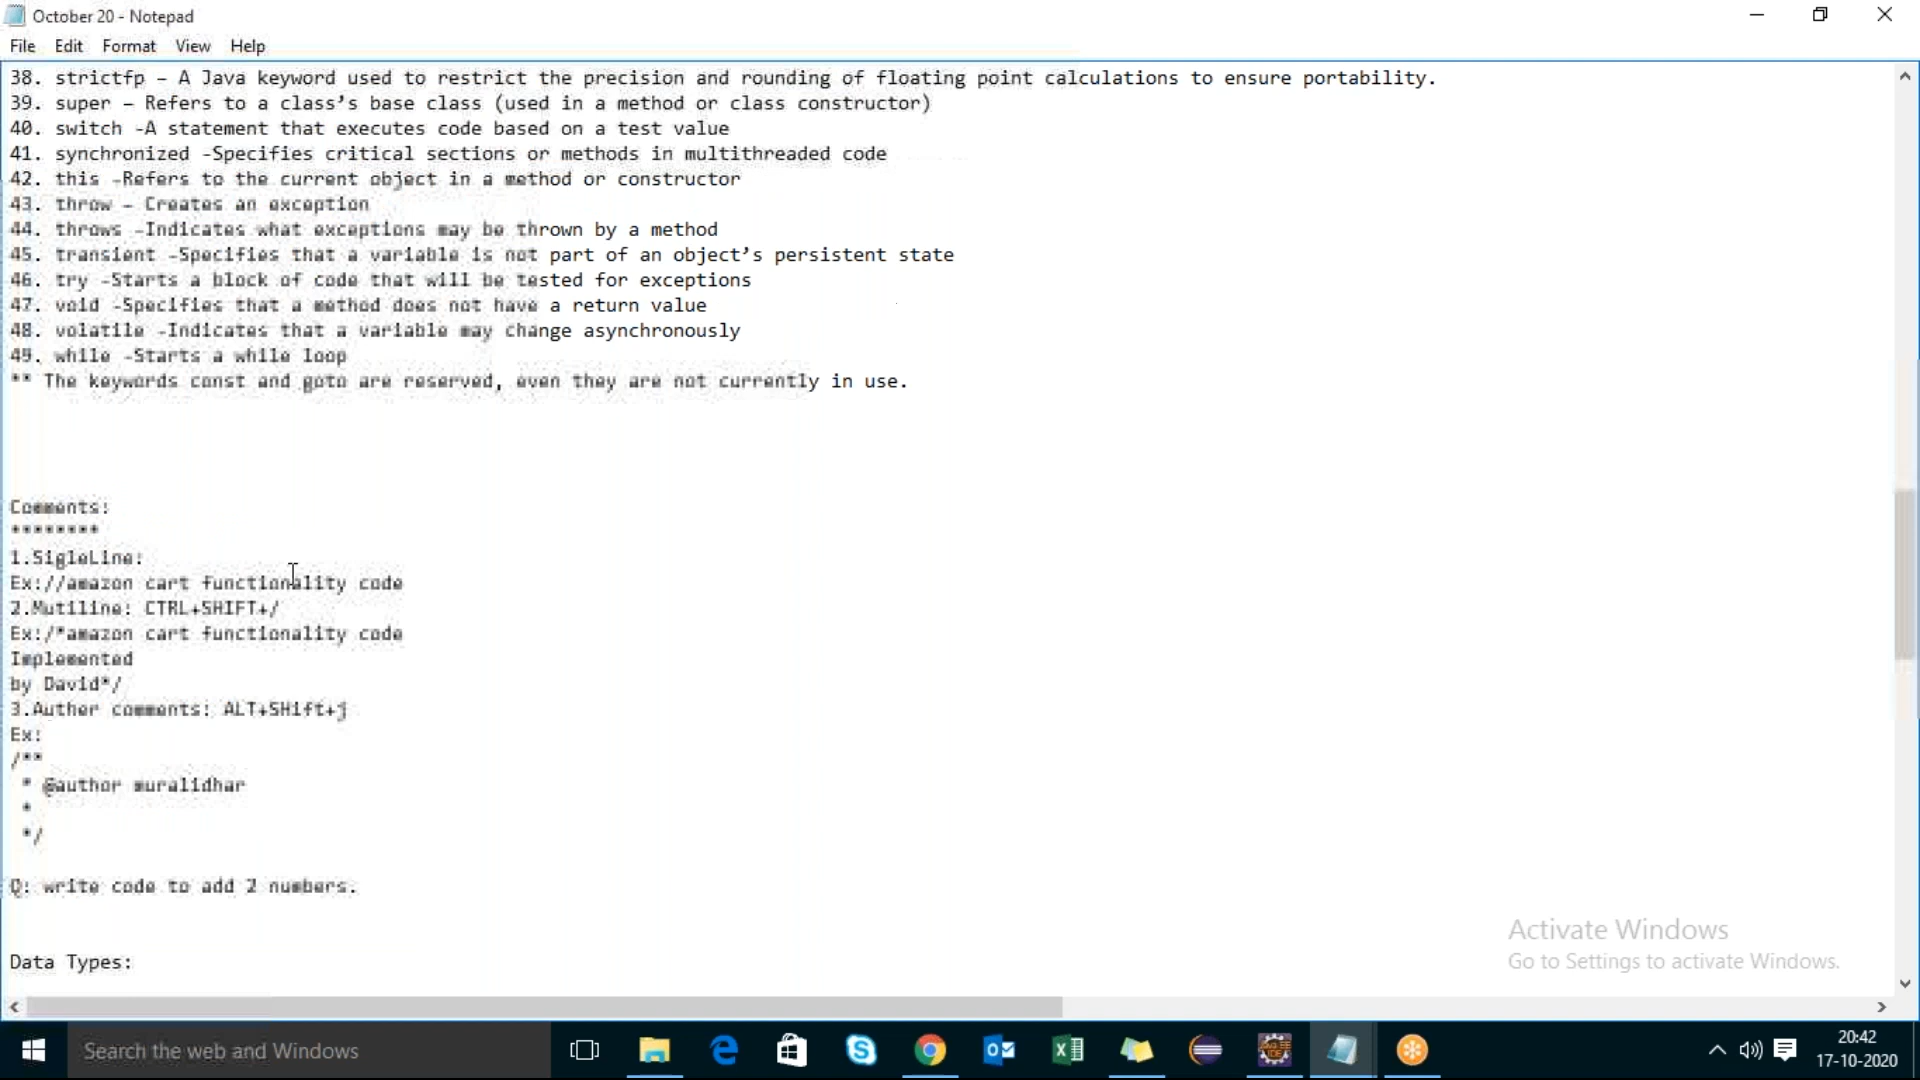 October 20 - Notepad
File Edit Format View Help
38. strictfp – A Java keyword used to restrict the precision and rounding of floating point calculations to ensure portability.
39. super – Refers to a class’s base class (used in a method or class constructor)
40. switch -A statement that executes code based on a test value
41. synchronized -Specifies critical sections or methods in multithreaded code
42. this -Refers to the current object in a method or constructor
43. throw – Creates an exception
44. throws -Indicates what exceptions may be thrown by a method
45. transient -Specifies that a variable is not part of an object’s persistent state
46. try -Starts a block of code that will be tested for exceptions
47. void -Specifies that a method does not have a return value
48. volatile -Indicates that a variable may change asynchronously
49. while -Starts a while loop
** The keywords const and goto are reserved, even they are not currently in use.
Comments:
********
1.SigleLine:
Ex://amazon cart functionality code
2.Mutiline: CTRL+SHIFT+/
Ex:/*amazon cart functionality code
Implemented
by David*/
3.Auther comments: ALT+SHift+j
Ex:
/**
* @author muralidhar
*
*/
Q: write code to add 2 numbers.
Data Types:
Activate Windows
Go to Settings to activate Windows.
Search the web and Windows
20:42
17-10-2020